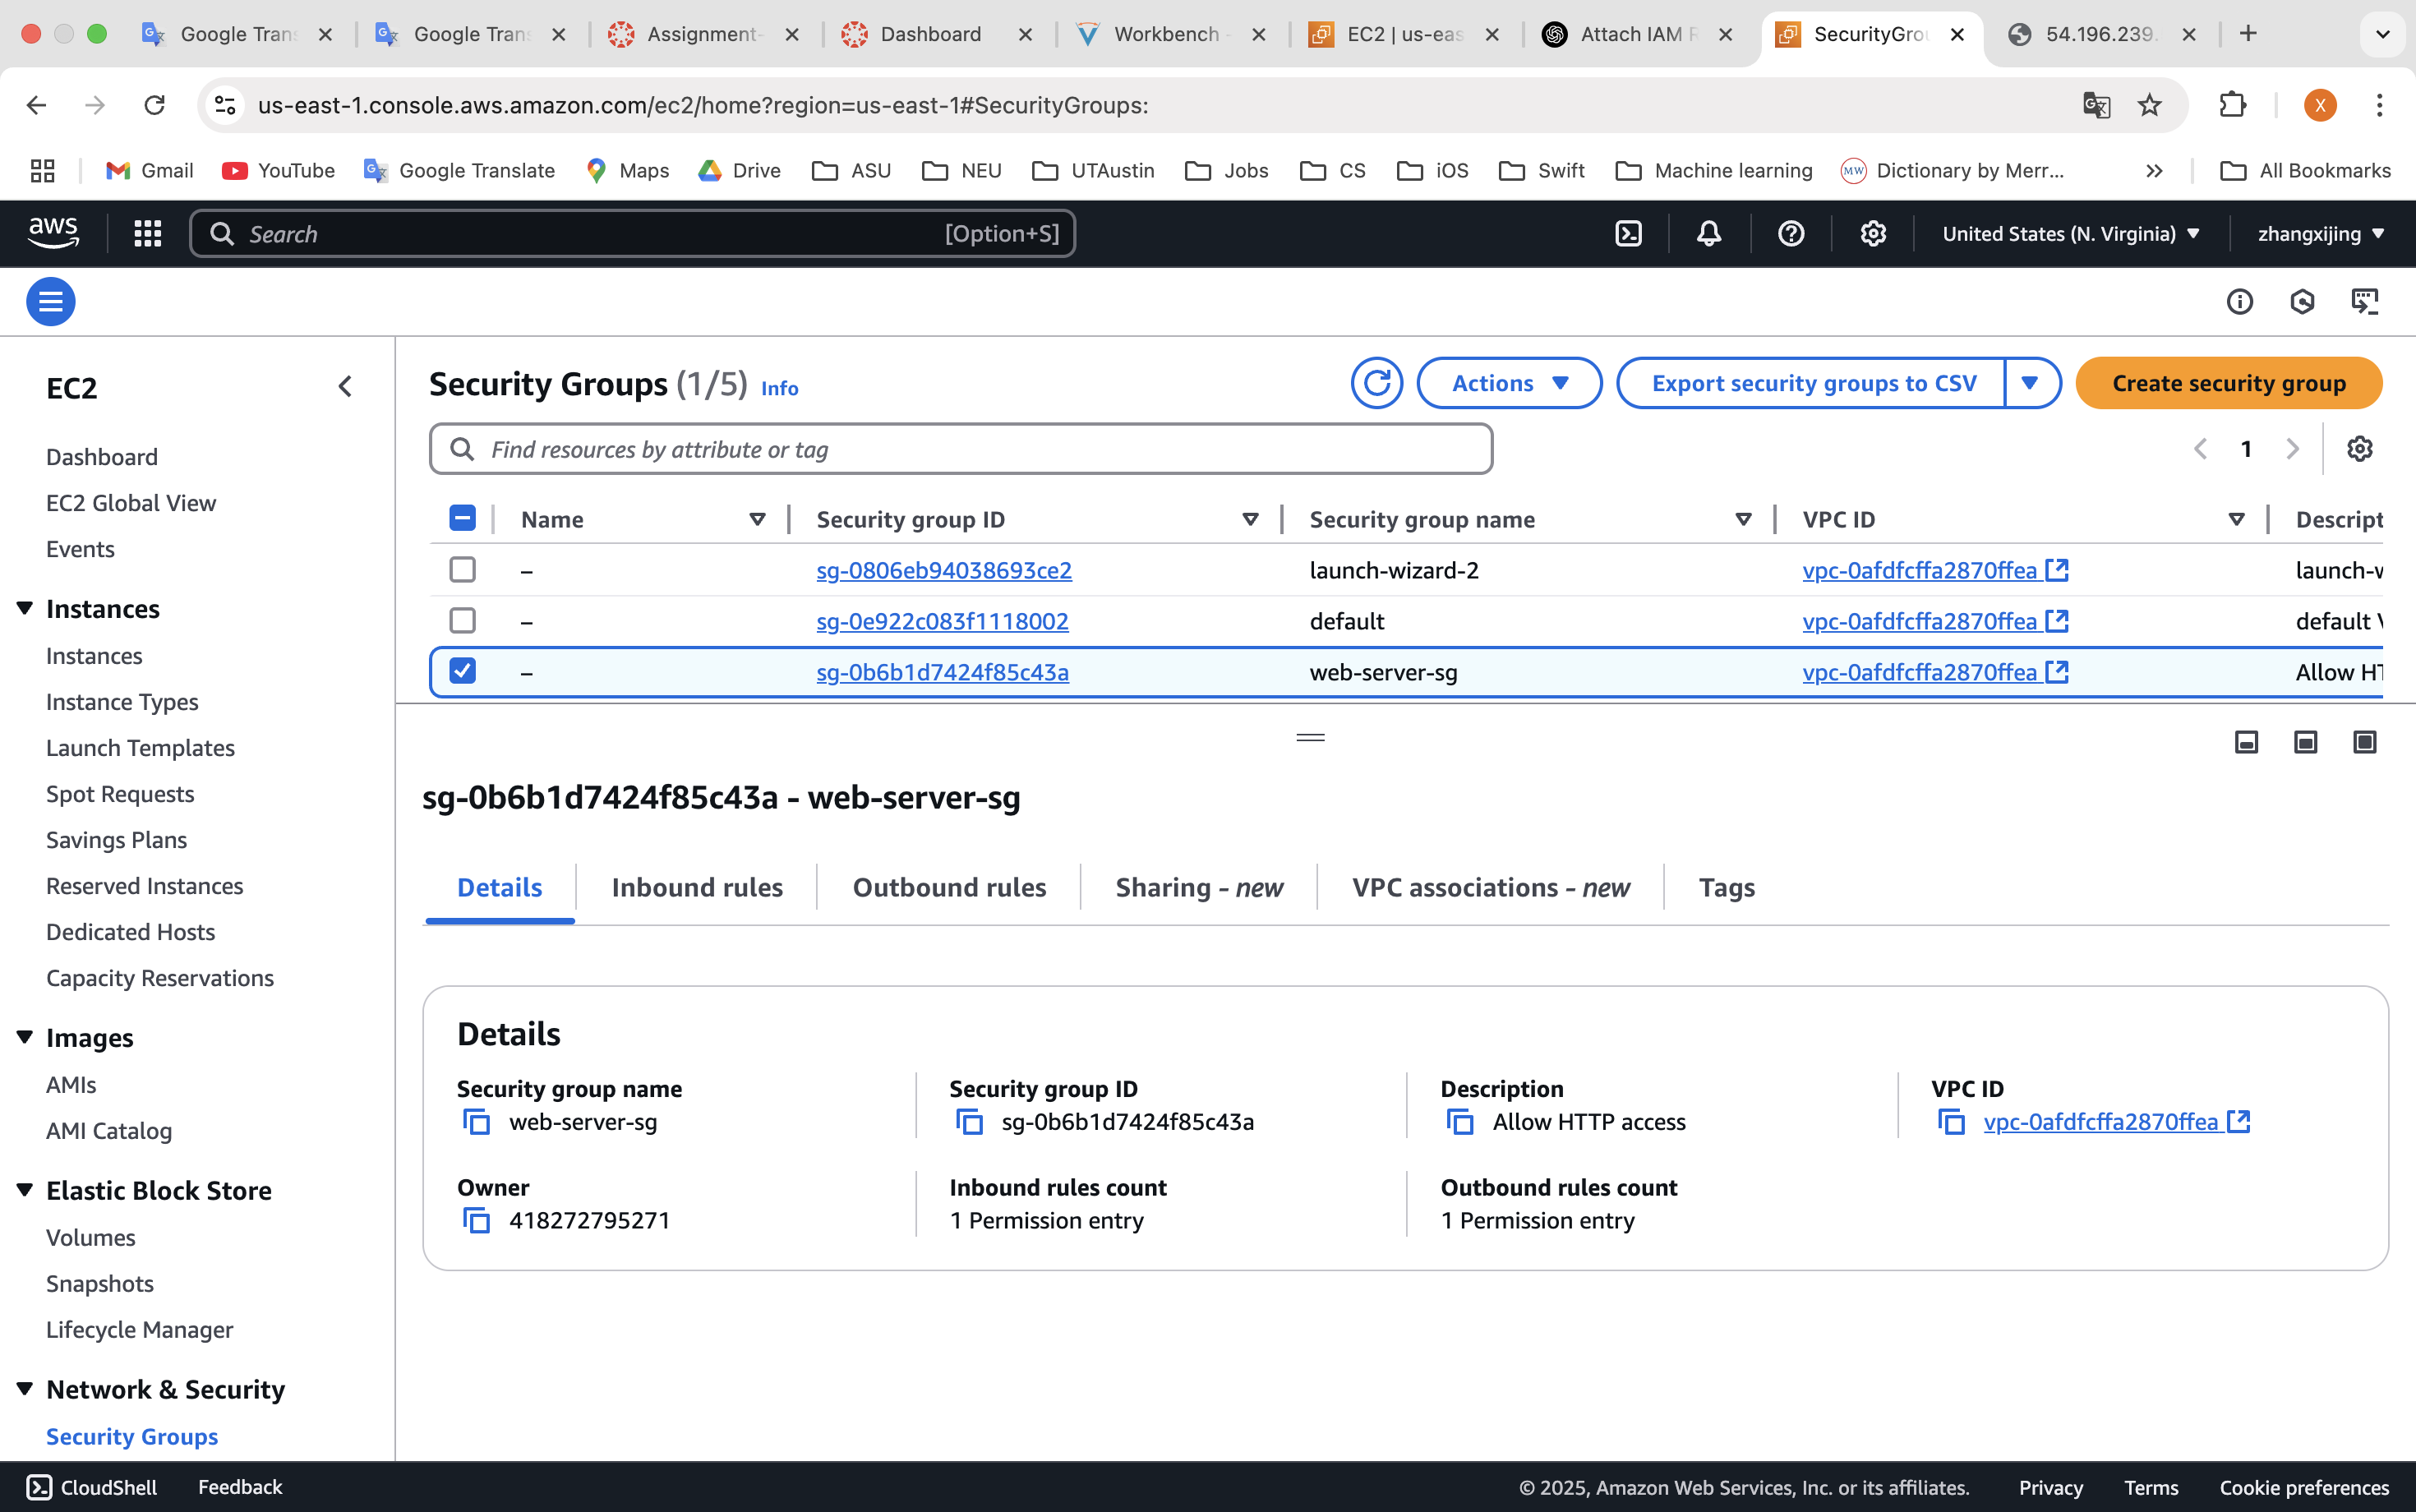 Google Trans
Google Trans
Assignment-
Dashboard
Workbench -
EC2 | us-eas
Attach IAM R
SecurityGrou
54.196.239.
us-east-1.console.aws.amazon.com/ec2/home?region=us-east-1#SecurityGroups:
X
Gmail
YouTube
Google Translate
Maps
Drive
ASU
NEU
UTAustin
Jobs
CS
iOS
Swift
Machine learning
MW
Dictionary by Merr...
All Bookmarks
aws
Search
[Option+S]
United States (N. Virginia)
zhangxijing
EC2
Dashboard
EC2 Global View
Events
Instances
Instances
Instance Types
Launch Templates
Spot Requests
Savings Plans
Reserved Instances
Dedicated Hosts
Capacity Reservations
Images
AMIs
AMI Catalog
Elastic Block Store
Volumes
Snapshots
Lifecycle Manager
Network & Security
Security Groups
Security Groups (1/5) Info
Actions
Export security groups to CSV
Create security group
Find resources by attribute or tag
1
Name Security group ID Security group name VPC ID Descript
– sg-0806eb94038693ce2 launch-wizard-2 vpc-0afdfcffa2870ffea launch-w
– sg-0e922c083f1118002 default vpc-0afdfcffa2870ffea default V
– sg-0b6b1d7424f85c43a web-server-sg vpc-0afdfcffa2870ffea Allow HT
sg-0b6b1d7424f85c43a - web-server-sg
Details
Inbound rules
Outbound rules
Sharing - new
VPC associations - new
Tags
Details
Security group name
web-server-sg
Security group ID
sg-0b6b1d7424f85c43a
Description
Allow HTTP access
VPC ID
vpc-0afdfcffa2870ffea
Owner
418272795271
Inbound rules count
1 Permission entry
Outbound rules count
1 Permission entry
CloudShell
Feedback
© 2025, Amazon Web Services, Inc. or its affiliates.
Privacy
Terms
Cookie preferences